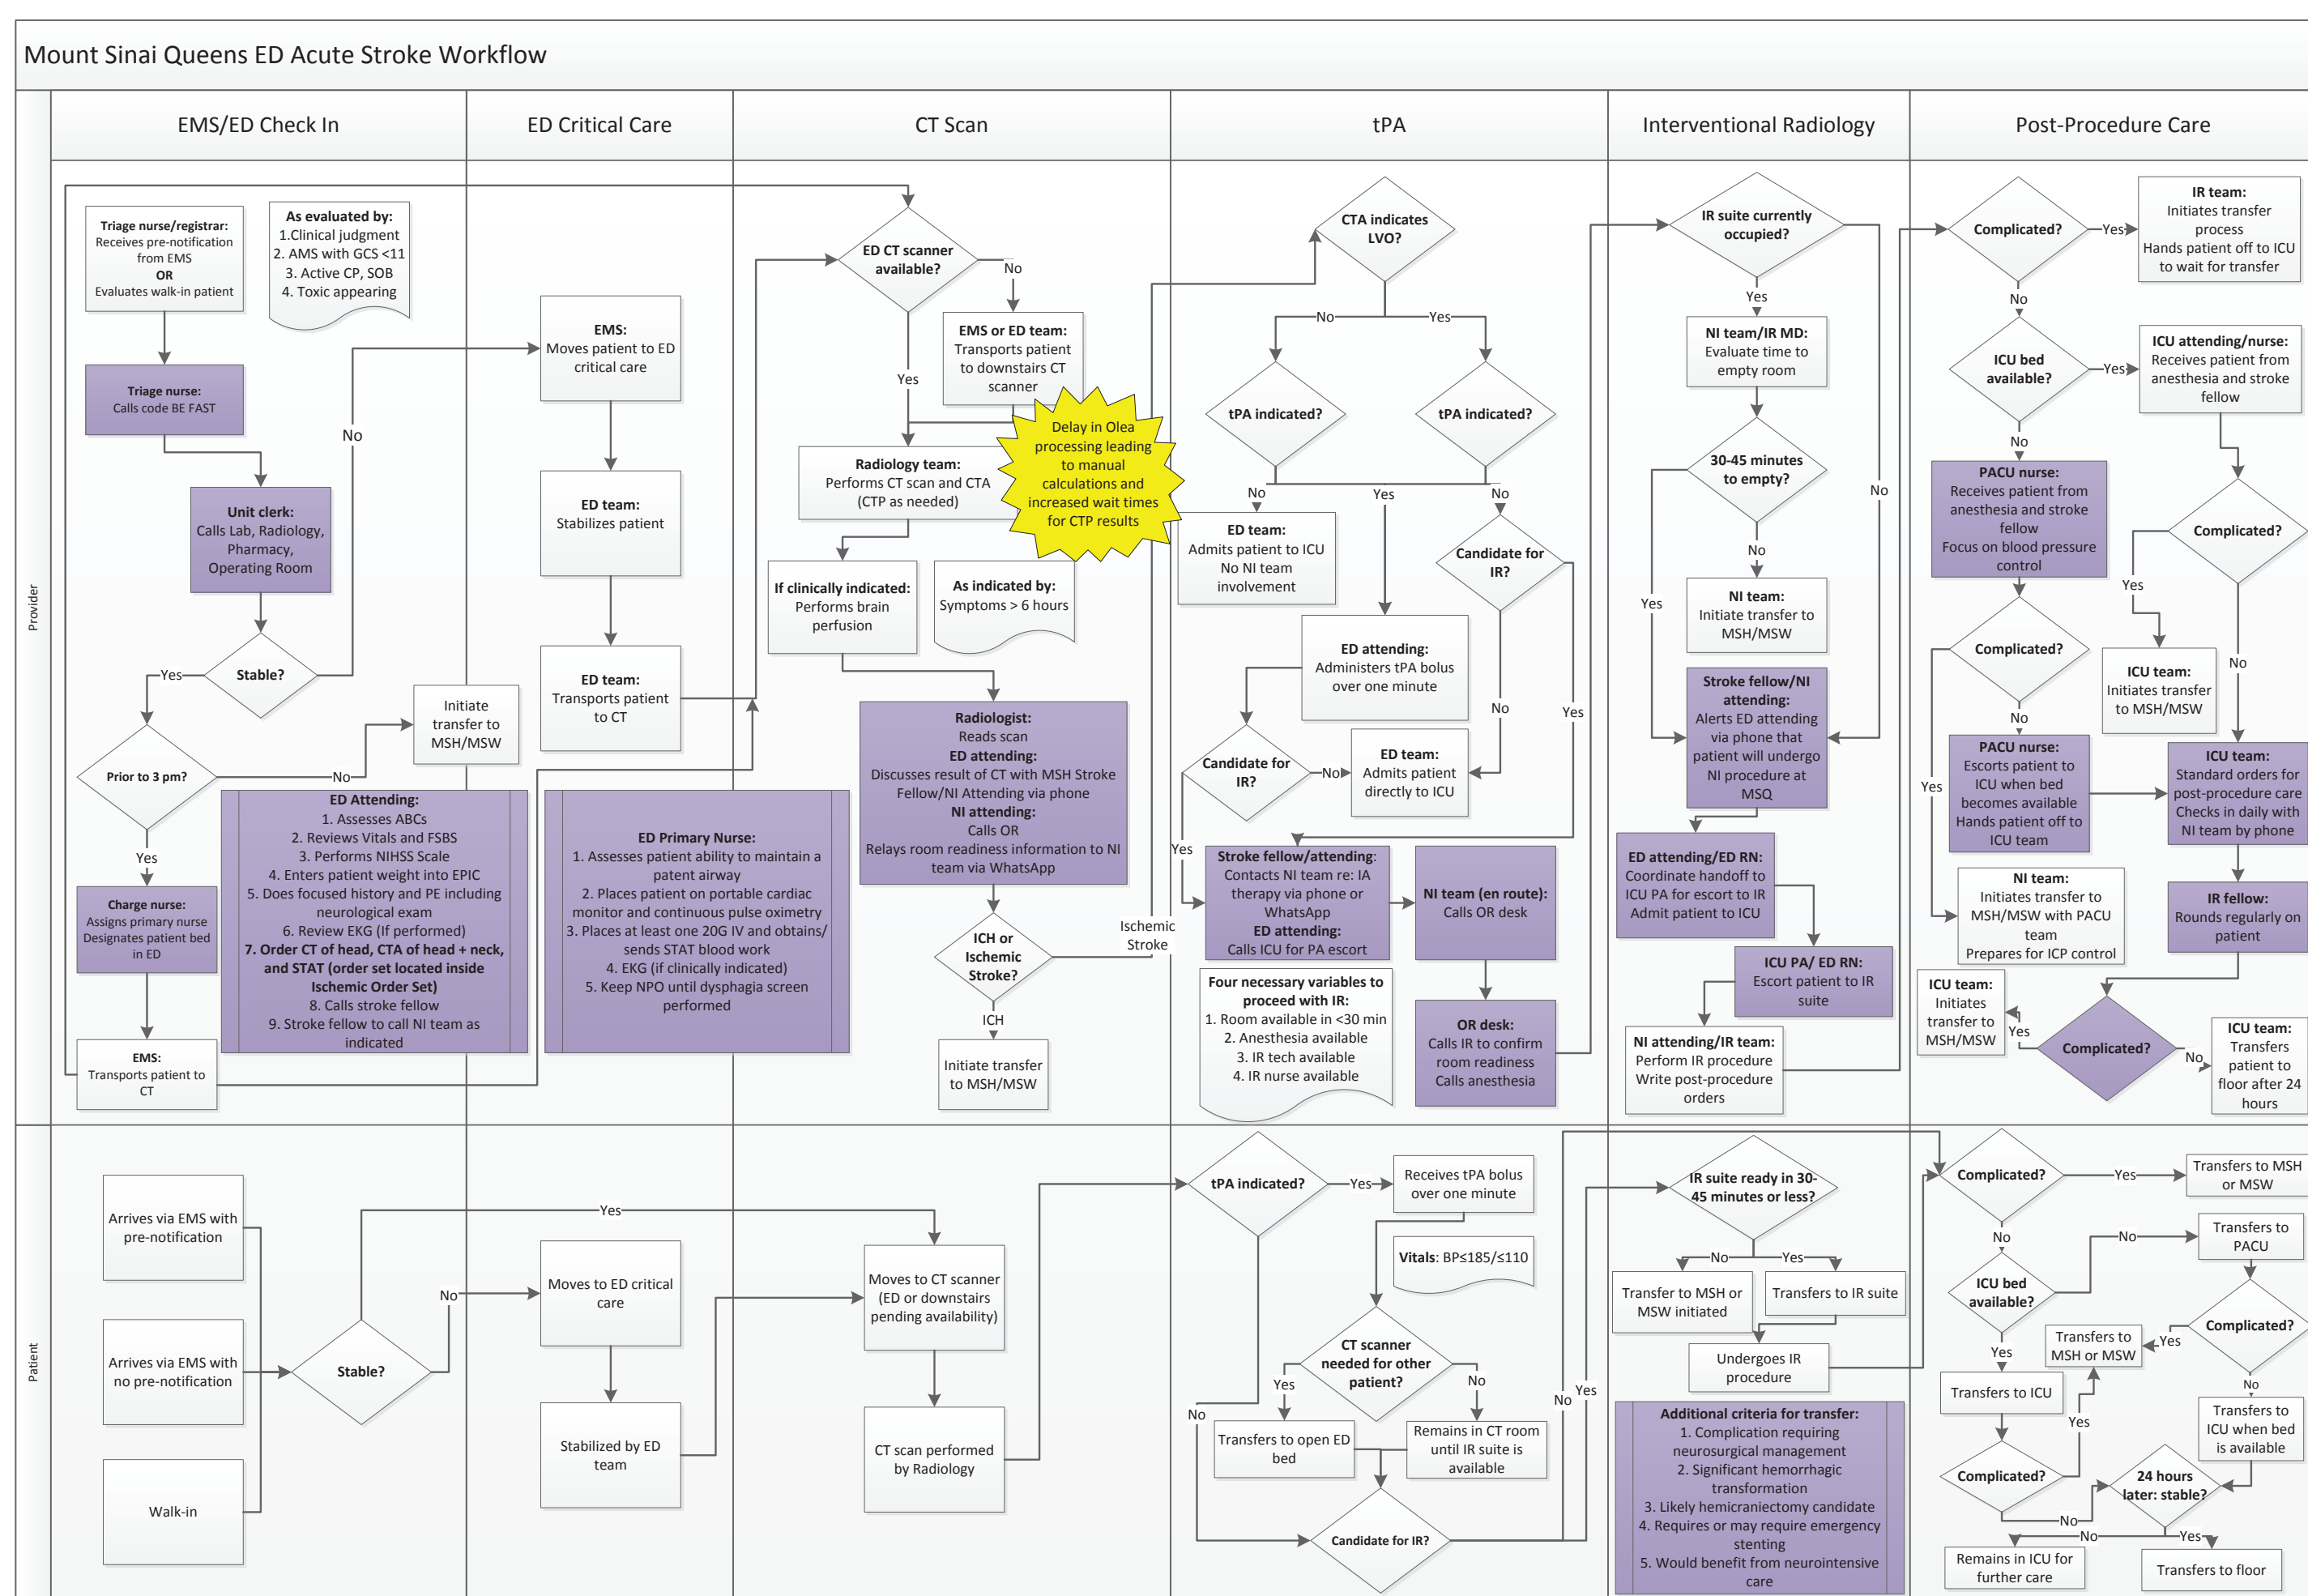 Mount Sinai Queens ED Acute Stroke Workflow
EMS/ED Check In
ED Critical Care
CT Scan
tPA
Interventional Radiology
Post-Procedure Care
Provider
Triage nurse/registrar:
Receives pre-notification
from EMS
OR
Evaluates walk-in patient
As evaluated by:
1.Clinical judgment
2. AMS with GCS <11
3. Active CP, SOB
4. Toxic appearing
Triage nurse:
Calls code BE FAST
Unit clerk:
Calls Lab, Radiology,
Pharmacy,
Operating Room
Stable?
Yes
No
Prior to 3 pm?
No
Yes
Initiate
transfer to
MSH/MSW
Charge nurse:
Assigns primary nurse
Designates patient bed
in ED
EMS:
Transports patient to
CT
ED Attending:
1. Assesses ABCs
2. Reviews Vitals and FSBS
3. Performs NIHSS Scale
4. Enters patient weight into EPIC
5. Does focused history and PE including
neurological exam
6. Review EKG (If performed)
7. Order CT of head, CTA of head + neck,
and STAT (order set located inside
Ischemic Order Set)
8. Calls stroke fellow
9. Stroke fellow to call NI team as
indicated
EMS:
Moves patient to ED
critical care
ED team:
Stabilizes patient
ED team:
Transports patient
to CT
ED Primary Nurse:
1. Assesses patient ability to maintain a
patent airway
2. Places patient on portable cardiac
monitor and continuous pulse oximetry
3. Places at least one 20G IV and obtains/
sends STAT blood work
4. EKG (if clinically indicated)
5. Keep NPO until dysphagia screen
performed
ED CT scanner
available?
No
Yes
EMS or ED team:
Transports patient
to downstairs CT
scanner
Delay in Olea
processing leading
to manual
calculations and
increased wait times
for CTP results
Radiology team:
Performs CT scan and CTA
(CTP as needed)
If clinically indicated:
Performs brain
perfusion
As indicated by:
Symptoms > 6 hours
Radiologist:
Reads scan
ED attending:
Discusses result of CT with MSH Stroke
Fellow/NI Attending via phone
NI attending:
Calls OR
Relays room readiness information to NI
team via WhatsApp
ICH or
Ischemic
Stroke?
Ischemic
Stroke
ICH
Initiate transfer
to MSH/MSW
CTA indicates
LVO?
No
Yes
tPA indicated?
tPA indicated?
No
Yes
No
ED team:
Admits patient to ICU
No NI team
involvement
Candidate for
IR?
ED attending:
Administers tPA bolus
over one minute
No
Yes
Candidate for
IR?
No
Yes
ED team:
Admits patient
directly to ICU
Stroke fellow/attending:
Contacts NI team re: IA
therapy via phone or
WhatsApp
ED attending:
Calls ICU for PA escort
NI team (en route):
Calls OR desk
Four necessary variables to
proceed with IR:
1. Room available in <30 min
2. Anesthesia available
3. IR tech available
4. IR nurse available
OR desk:
Calls IR to confirm
room readiness
Calls anesthesia
IR suite currently
occupied?
Yes
No
NI team/IR MD:
Evaluate time to
empty room
30-45 minutes
to empty?
No
Yes
NI team:
Initiate transfer to
MSH/MSW
Stroke fellow/NI
attending:
Alerts ED attending
via phone that
patient will undergo
NI procedure at
MSQ
ED attending/ED RN:
Coordinate handoff to
ICU PA for escort to IR
Admit patient to ICU
ICU PA/ ED RN:
Escort patient to IR
suite
NI attending/IR team:
Perform IR procedure
Write post-procedure
orders
Complicated?
Yes
No
IR team:
Initiates transfer
process
Hands patient off to ICU
to wait for transfer
ICU bed
available?
Yes
No
ICU attending/nurse:
Receives patient from
anesthesia and stroke
fellow
PACU nurse:
Receives patient from
anesthesia and stroke
fellow
Focus on blood pressure
control
Complicated?
Yes
No
ICU team:
Initiates transfer
to MSH/MSW
Complicated?
Yes
No
PACU nurse:
Escorts patient to
ICU when bed
becomes available
Hands patient off to
ICU team
ICU team:
Standard orders for
post-procedure care
Checks in daily with
NI team by phone
NI team:
Initiates transfer to
MSH/MSW with PACU
team
Prepares for ICP control
IR fellow:
Rounds regularly on
patient
ICU team:
Initiates
transfer to
MSH/MSW
Yes
Complicated?
No
ICU team:
Transfers
patient to
floor after 24
hours
Patient
Arrives via EMS with
pre-notification
Arrives via EMS with
no pre-notification
Walk-in
Stable?
Yes
No
Moves to ED critical
care
Stabilized by ED
team
Moves to CT scanner
(ED or downstairs
pending availability)
CT scan performed
by Radiology
tPA indicated?
Yes
No
Receives tPA bolus
over one minute
Vitals: BP≤185/≤110
CT scanner
needed for other
patient?
Yes
No
Transfers to open ED
bed
Remains in CT room
until IR suite is
available
Candidate for IR?
No
Yes
IR suite ready in 30-
45 minutes or less?
No
Yes
Transfer to MSH or
MSW initiated
Transfers to IR suite
Undergoes IR
procedure
Additional criteria for transfer:
1. Complication requiring
neurosurgical management
2. Significant hemorrhagic
transformation
3. Likely hemicraniectomy candidate
4. Requires or may require emergency
stenting
5. Would benefit from neurointensive
care
Complicated?
Yes
No
Transfers to MSH
or MSW
ICU bed
available?
No
Yes
Transfers to
PACU
Complicated?
Yes
No
Transfers to
MSH or MSW
Transfers to ICU
Yes
Transfers to
ICU when bed
is available
Complicated?
No
24 hours
later: stable?
No
Yes
Remains in ICU for
further care
Transfers to floor